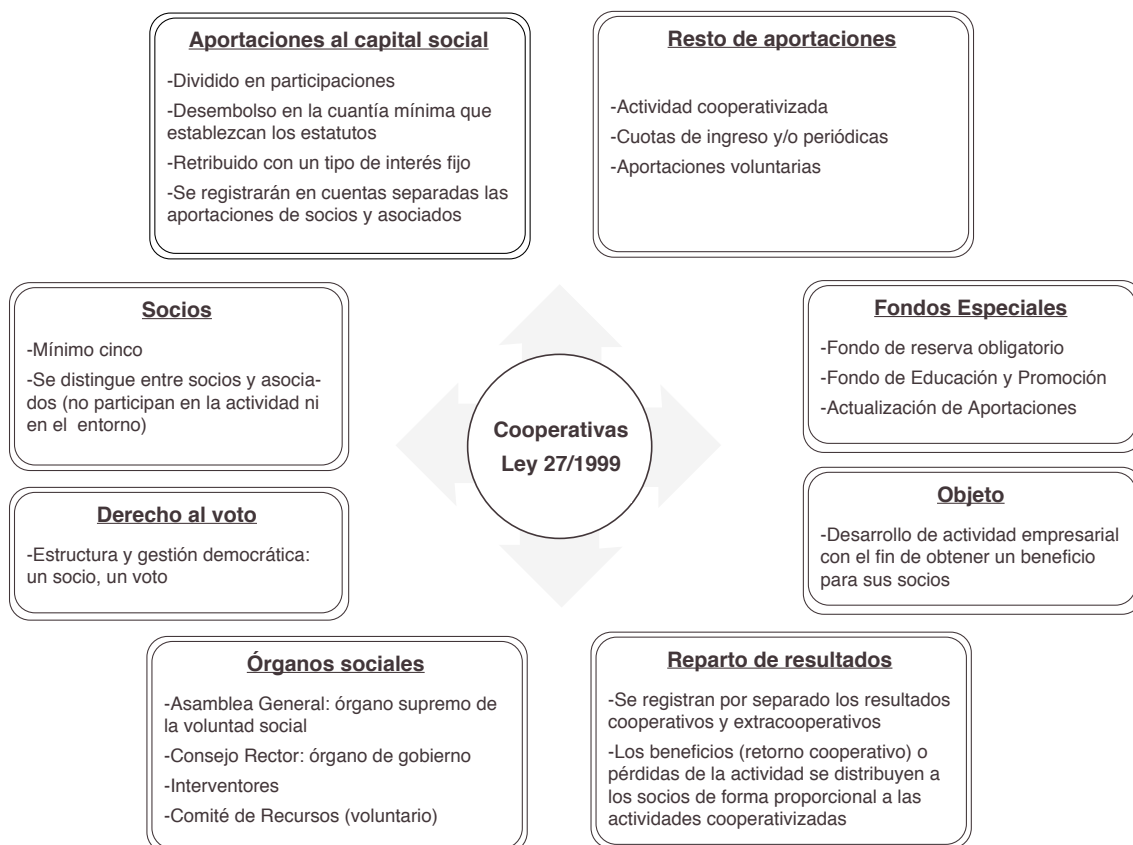 Aportaciones al capital social
-Dividido en participaciones
-Desembolso en la cuantía mínima que
establezcan los estatutos
-Retribuido con un tipo de interés fijo
-Se registrarán en cuentas separadas las
aportaciones de socios y asociados
Resto de aportaciones
-Actividad cooperativizada
-Cuotas de ingreso y/o periódicas
-Aportaciones voluntarias
Socios
-Mínimo cinco
-Se distingue entre socios y asocia-
dos (no participan en la actividad ni
en el entorno)
Fondos Especiales
-Fondo de reserva obligatorio
-Fondo de Educación y Promoción
-Actualización de Aportaciones
Cooperativas
Ley 27/1999
Derecho al voto
-Estructura y gestión democrática:
un socio, un voto
Objeto
-Desarrollo de actividad empresarial
con el fin de obtener un beneficio
para sus socios
Órganos sociales
-Asamblea General: órgano supremo de
la voluntad social
-Consejo Rector: órgano de gobierno
-Interventores
-Comité de Recursos (voluntario)
Reparto de resultados
-Se registran por separado los resultados
cooperativos y extracooperativos
-Los beneficios (retorno cooperativo) o
pérdidas de la actividad se distribuyen a
los socios de forma proporcional a las
actividades cooperativizadas